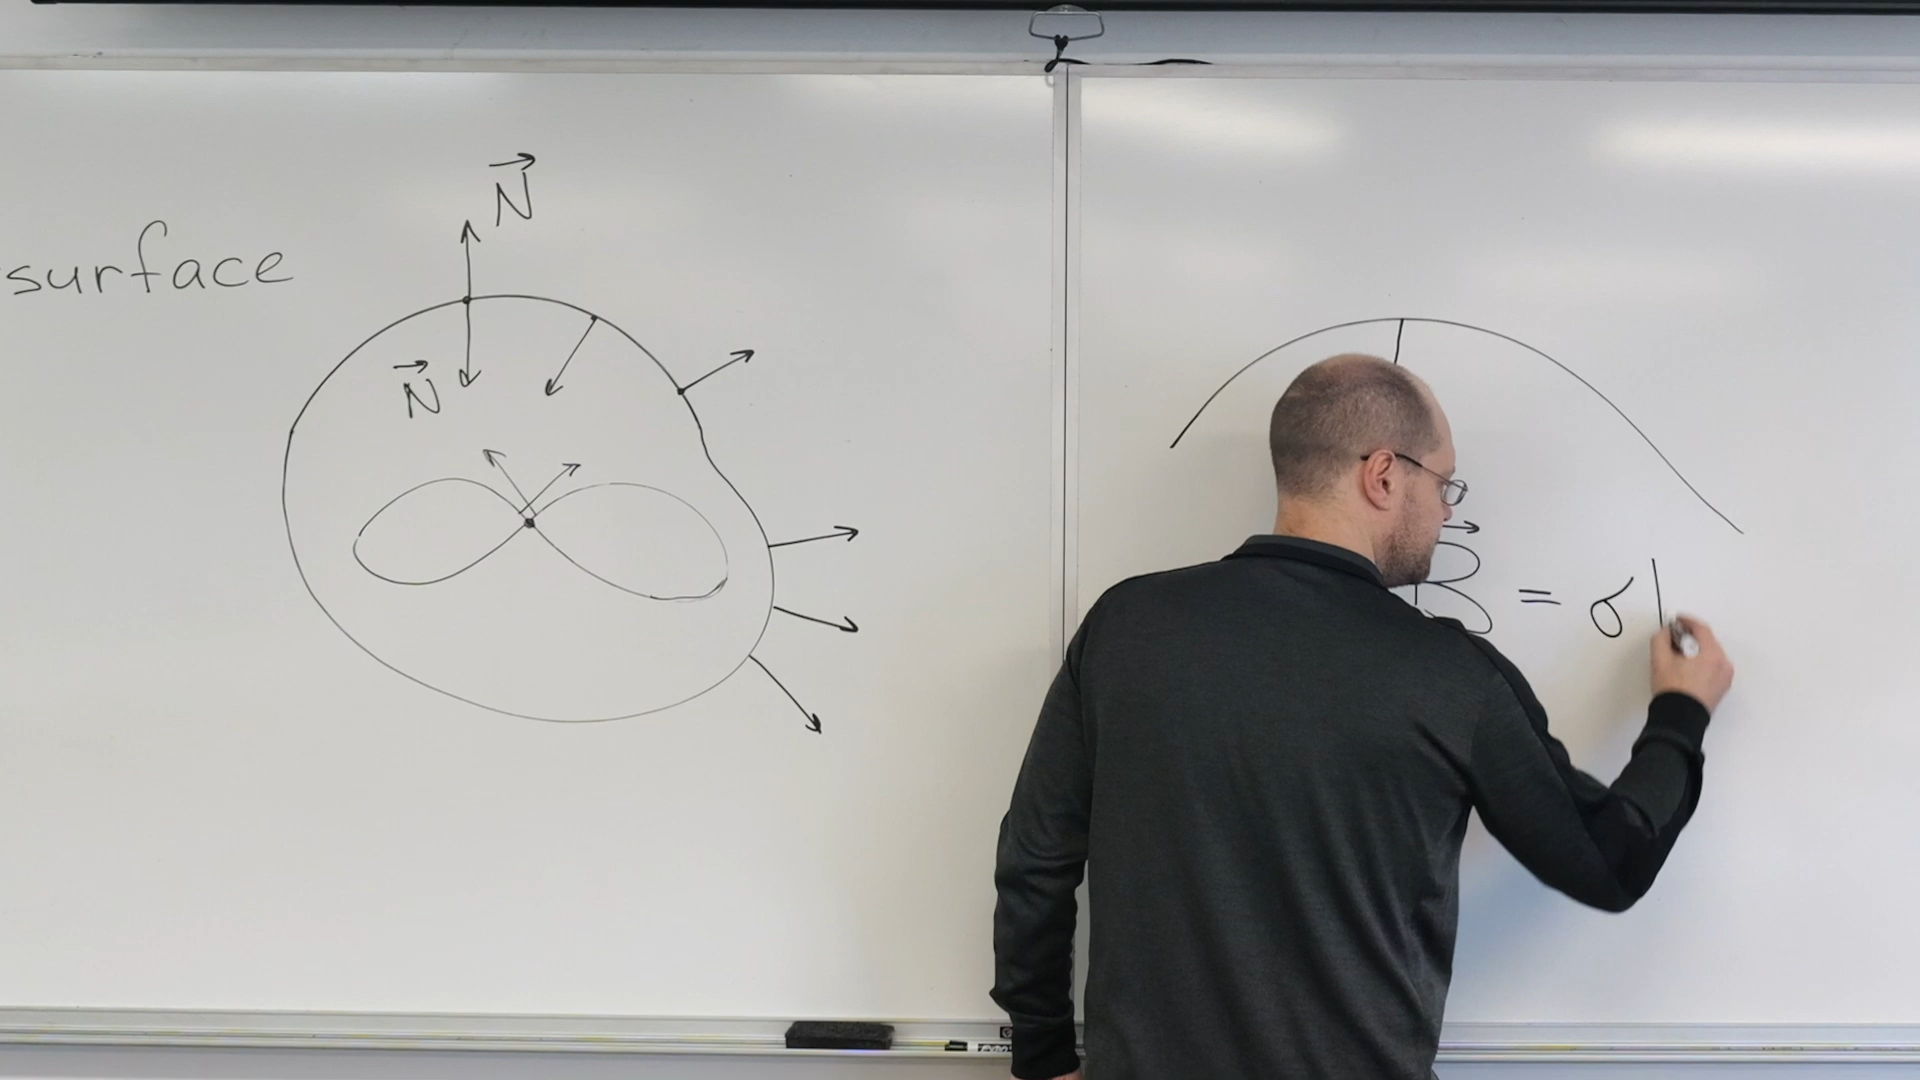 surface
N⃗
N⃗
= σ |